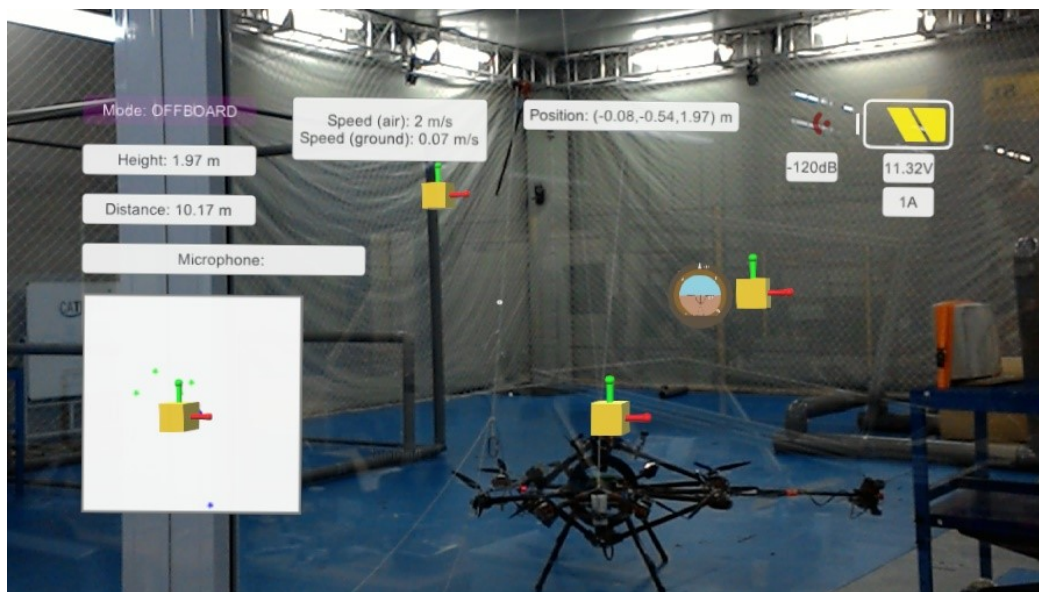 Mode: OFFBOARD
Speed (air): 2 m/s
Speed (ground): 0.07 m/s
Position: (-0.08,-0.54,1.97) m
Height: 1.97 m
-120dB
11.32V
Distance: 10.17 m
1A
Microphone:
CAT